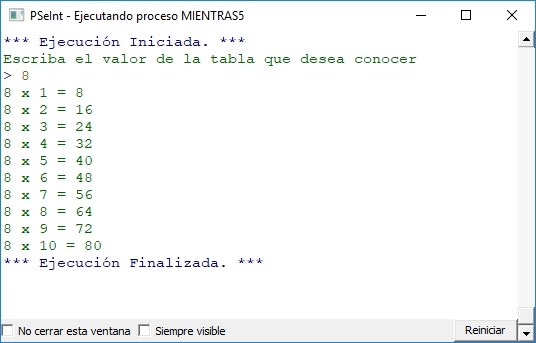 PSeInt - Ejecutando proceso MIENTRAS5
*** Ejecución Iniciada. ***
Escriba el valor de la tabla que desea conocer
> 8
8 x 1 = 8
8 x 2 = 16
8 x 3 = 24
8 x 4 = 32
8 x 5 = 40
8 x 6 = 48
8 x 7 = 56
8 x 8 = 64
8 x 9 = 72
8 x 10 = 80
*** Ejecución Finalizada. ***
No cerrar esta ventana Siempre visible Reiniciar